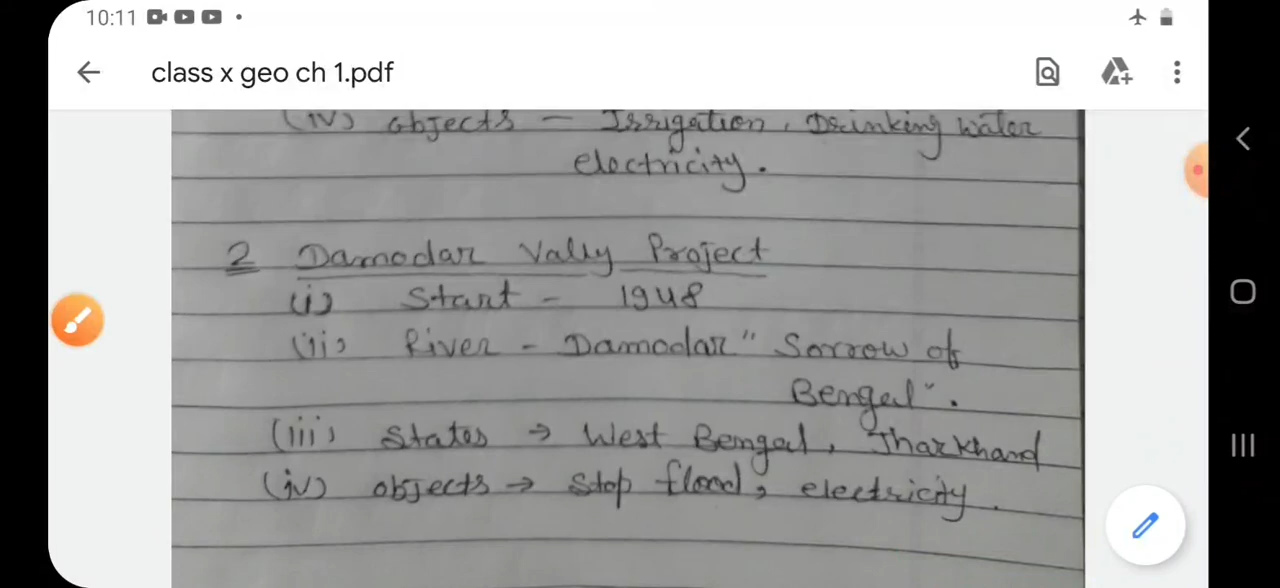 10:11
class x geo ch 1.pdf
(iv) objects - Irrigation, Drinking water
electricity.
2 Damodar Vally Project
(i) Start - 1948
(ii) River - Damodar "Sorrow of
Bengal".
(iii) States → West Bengal, Jharkhand
(iv) objects → Stop flood, electricity.